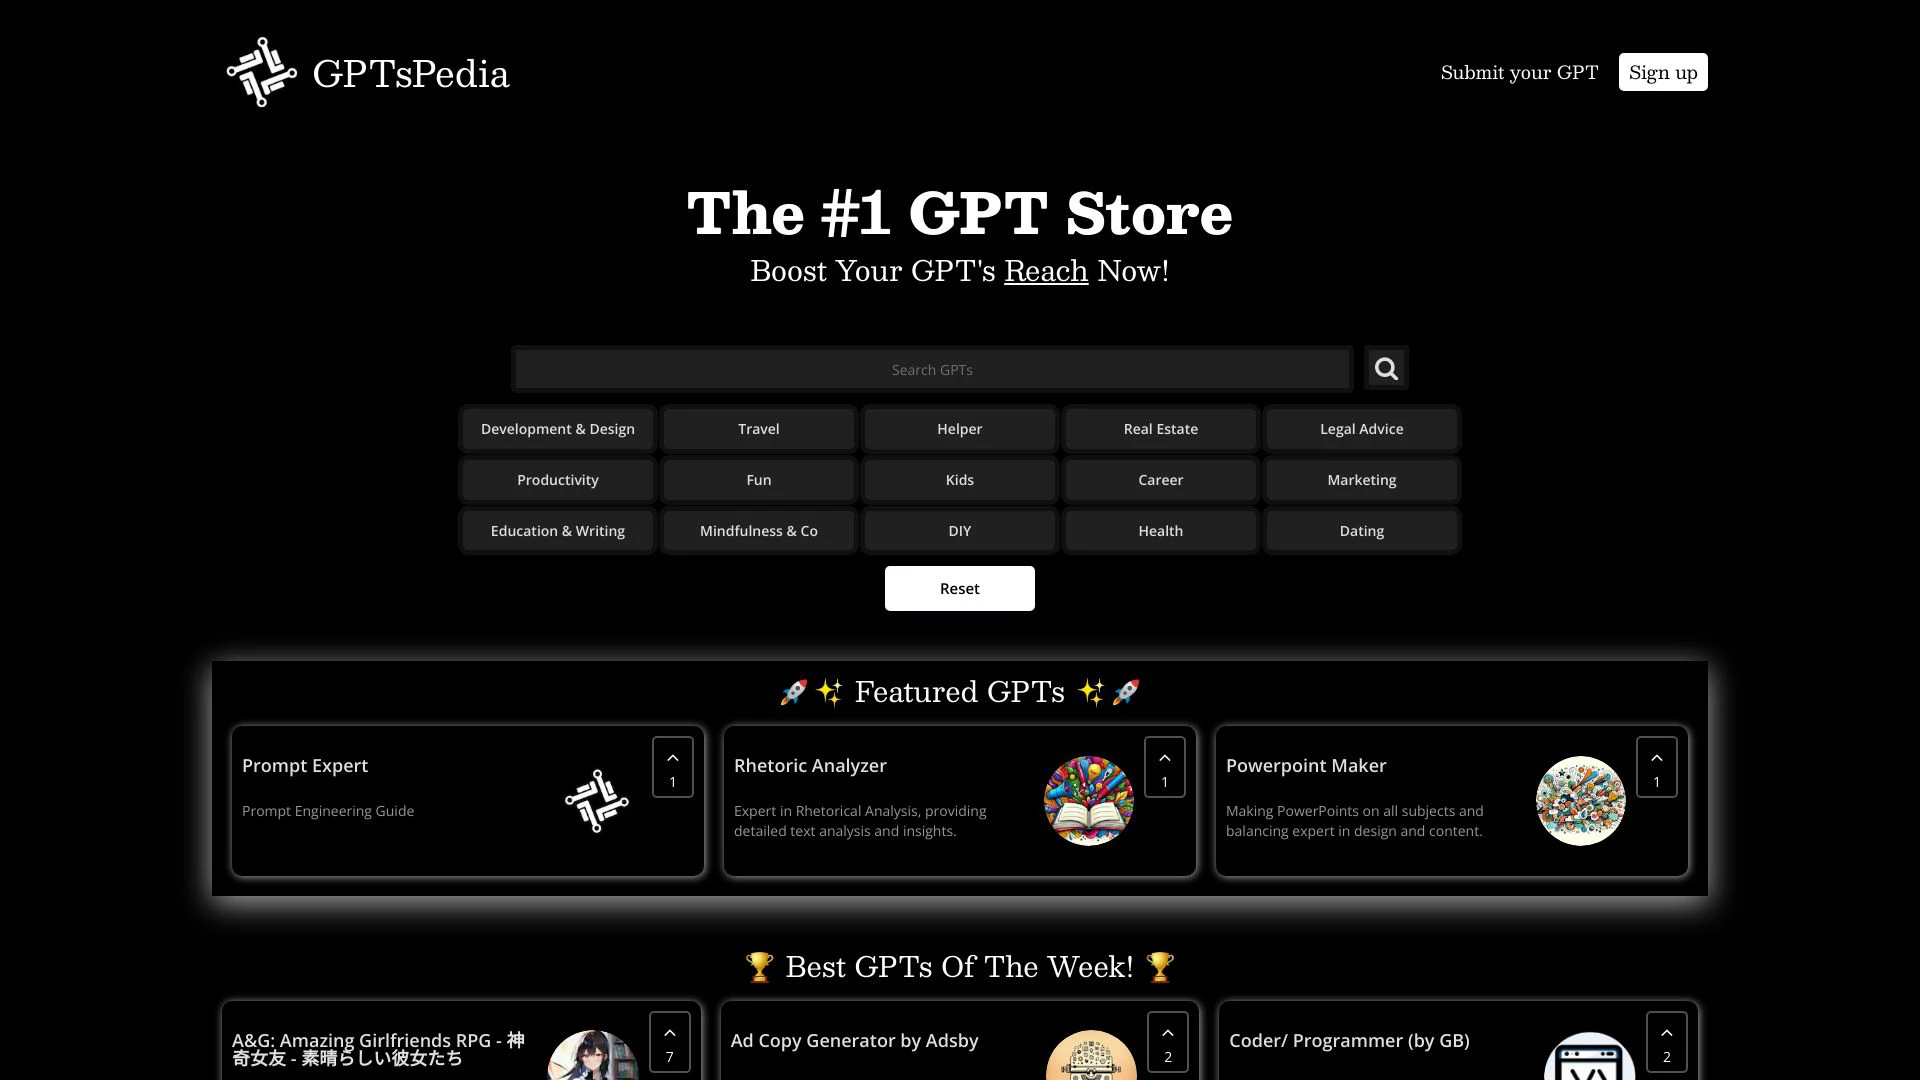 GPTsPedia
Submit your GPT
Sign up
The #1 GPT Store
Boost Your GPT's Reach Now!
Search GPTs
Development & Design
Travel
Helper
Real Estate
Legal Advice
Productivity
Fun
Kids
Career
Marketing
Education & Writing
Mindfulness & Co
DIY
Health
Dating
Reset
🚀✨ Featured GPTs ✨🚀
Prompt Expert
1
Prompt Engineering Guide
Rhetoric Analyzer
1
Expert in Rhetorical Analysis, providing
detailed text analysis and insights.
Powerpoint Maker
1
Making PowerPoints on all subjects and
balancing expert in design and content.
🏆 Best GPTs Of The Week! 🏆
A&G: Amazing Girlfriends RPG - 神
奇女友 - 素晴らしい彼女たち
7
Ad Copy Generator by Adsby
2
Coder/ Programmer (by GB)
2